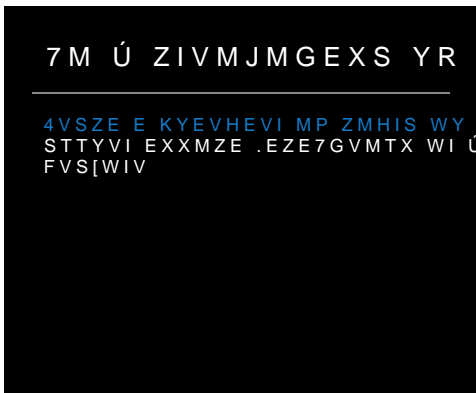 7M Ú ZIVMJMGEXS YR
4VSZE E KYEVHEVI MP ZMHIS WY
STTYVI EXXMZE .EZE7GVMTX WI Ú
FVS[WIV